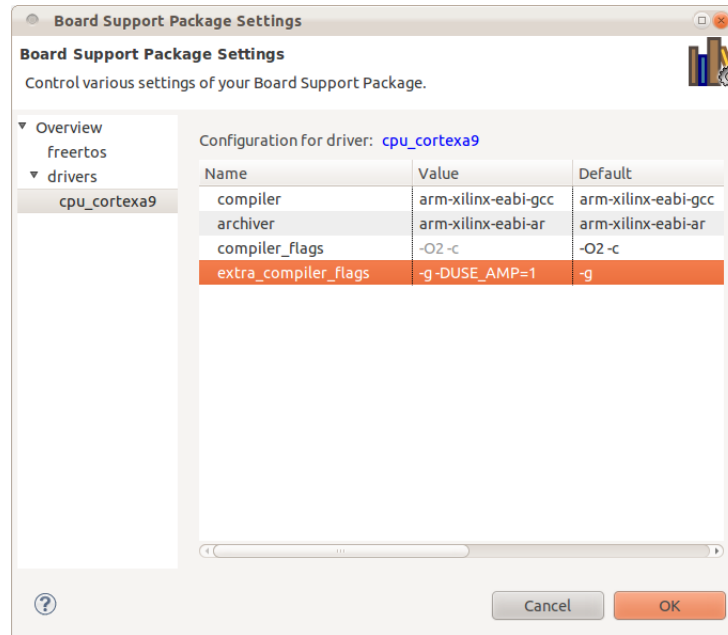 Board Support Package Settings
Board Support Package Settings
Control various settings of your Board Support Package.
Overview
freertos
drivers
cpu_cortexa9
Configuration for driver: cpu_cortexa9
Name Value Default
compiler arm-xilinx-eabi-gcc arm-xilinx-eabi-gcc
archiver arm-xilinx-eabi-ar arm-xilinx-eabi-ar
compiler_flags -O2 -c -O2 -c
extra_compiler_flags -g -DUSE_AMP=1 -g
Cancel OK